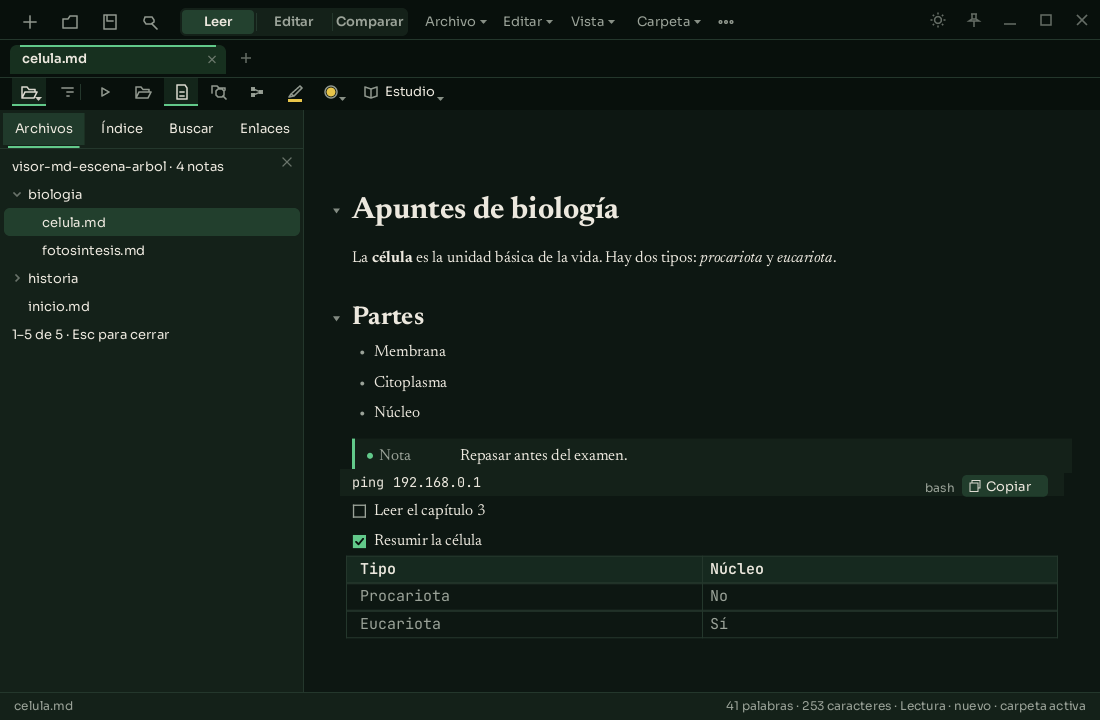 Leer Editar Comparar Archivo Editar Vista Carpeta
celula.md
Estudio
Archivos Índice Buscar Enlaces
visor-md-escena-arbol · 4 notas
biologia
celula.md
fotosintesis.md
historia
inicio.md
1–5 de 5 · Esc para cerrar
Apuntes de biología
La célula es la unidad básica de la vida. Hay dos tipos: procariota y eucariota.
Partes
• Membrana
• Citoplasma
• Núcleo
● Nota Repasar antes del examen.
ping 192.168.0.1 bash Copiar
Leer el capítulo 3
Resumir la célula
Tipo Núcleo
Procariota No
Eucariota Sí
celula.md 41 palabras · 253 caracteres · Lectura · nuevo · carpeta activa